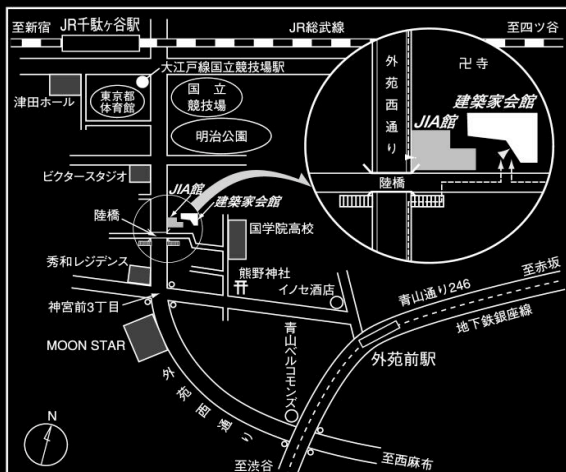 至新宿
JR千駄ヶ谷駅
JR総武線
至四ツ谷
大江戸線国立競技場駅
津田ホール
東京都
体育館
国立
競技場
明治公園
外苑西通り
卍寺
建築家会館
JIA館
陸橋
ビクタースタジオ
JIA館
建築家会館
陸橋
国学院高校
秀和レジデンス
熊野神社
イノセ酒店
神宮前3丁目
青山通り246
至赤坂
地下鉄銀座線
MOON STAR
外苑前駅
青山ベルコモンズ
外苑西通り
N
至渋谷
至西麻布